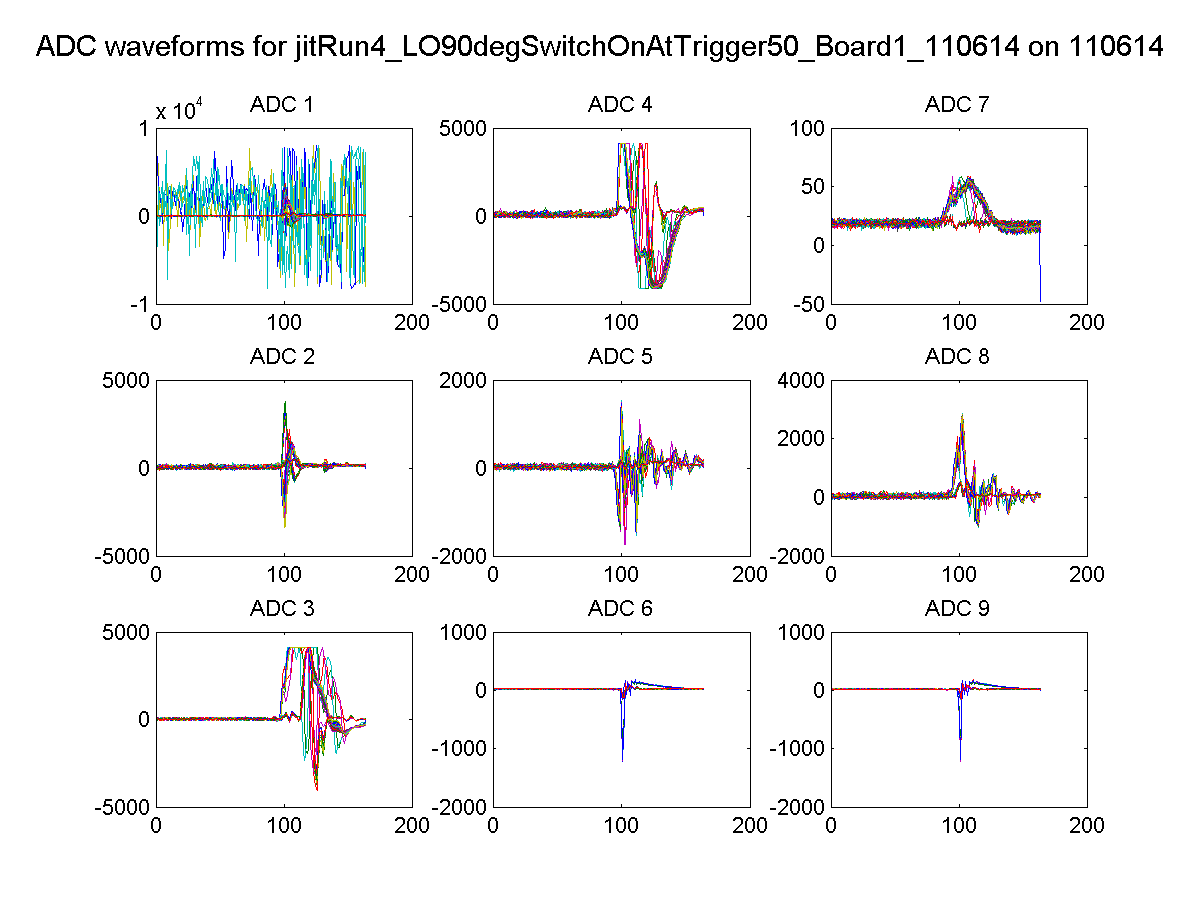 ADC waveforms for jitRun4_LO90degSwitchOnAtTrigger50_Board1_110614 on 110614
ADC 1
x 10^4
1
0
-1
0 100 200
ADC 4
5000
0
-5000
0 100 200
ADC 7
100
50
0
-50
0 100 200
ADC 2
5000
0
-5000
0 100 200
ADC 5
2000
0
-2000
0 100 200
ADC 8
4000
2000
0
-2000
0 100 200
ADC 3
5000
0
-5000
0 100 200
ADC 6
1000
0
-1000
-2000
0 100 200
ADC 9
1000
0
-1000
-2000
0 100 200